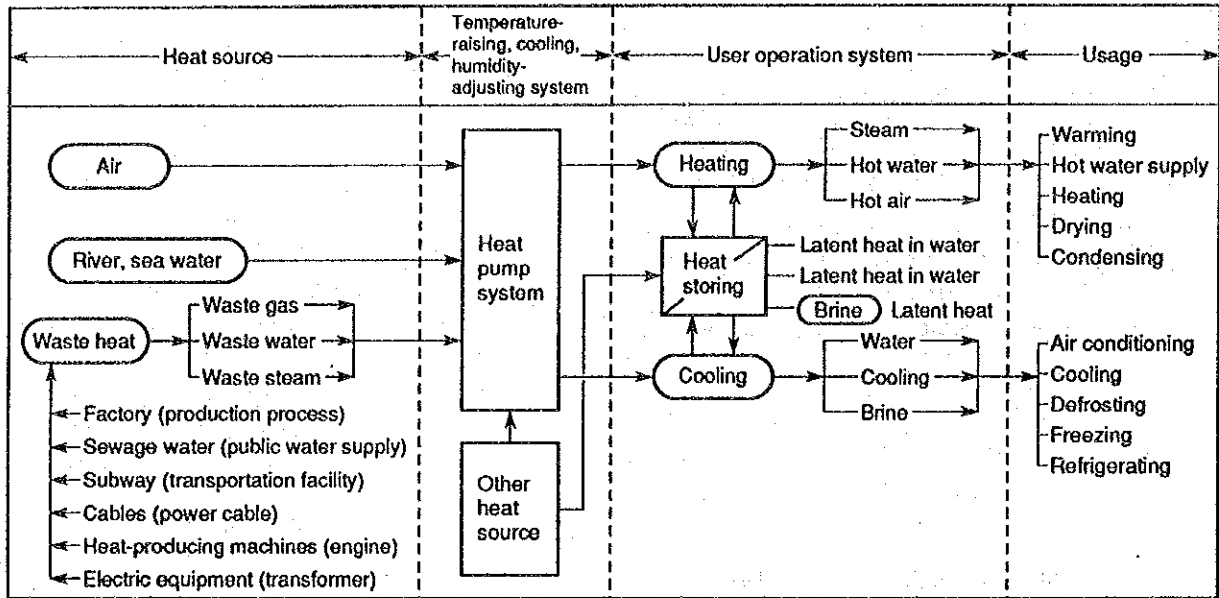 Heat source
Temperature-
raising, cooling,
humidity-
adjusting system
User operation system
Usage
Air
River, sea water
Waste heat
Waste gas
Waste water
Waste steam
Factory (production process)
Sewage water (public water supply)
Subway (transportation facility)
Cables (power cable)
Heat-producing machines (engine)
Electric equipment (transformer)
Heat
pump
system
Other
heat
source
Heating
Steam
Hot water
Hot air
Heat
storing
Latent heat in water
Latent heat in water
Brine Latent heat
Cooling
Water
Cooling
Brine
Warming
Hot water supply
Heating
Drying
Condensing
Air conditioning
Cooling
Defrosting
Freezing
Refrigerating